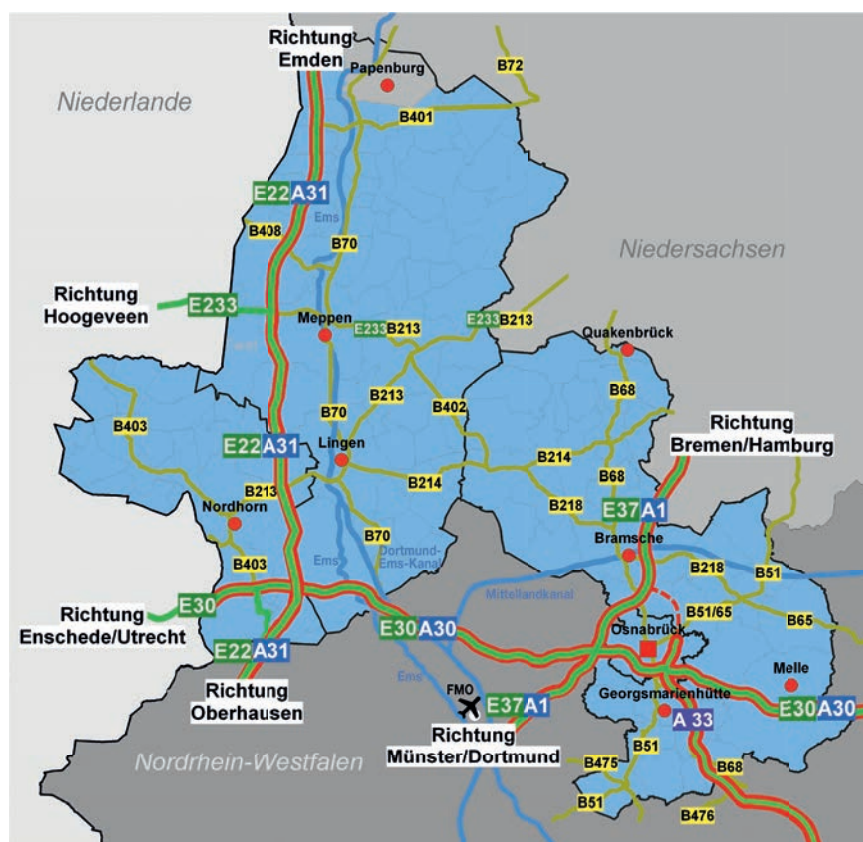 Richtung
Emden
B72
Papenburg
Niederlande
B401
E22 A31
Ems
B408
B70
Niedersachsen
Richtung
Hoogeveen
E233
Meppen
E233 B213
E233 B213
Quakenbrück
B68
B213
B70
B402
B403
Richtung
Bremen/Hamburg
E22 A31
Lingen
B214
B68
B214
B213
B218
E37 A1
Nordhorn
B70
Bramsche
B403
Ems
Dortmund-
Ems-Kanal
B218
B51
Mittellandkanal
E30
B51/65
B65
Richtung
Enschede/Utrecht
E30 A30
Osnabrück
E22 A31
Ems
Melle
Richtung
Oberhausen
FMO
E37 A1
Georgsmarienhütte
E30 A30
A 33
Richtung
Münster/Dortmund
B51
Nordrhein-Westfalen
B475
B68
B51
B476